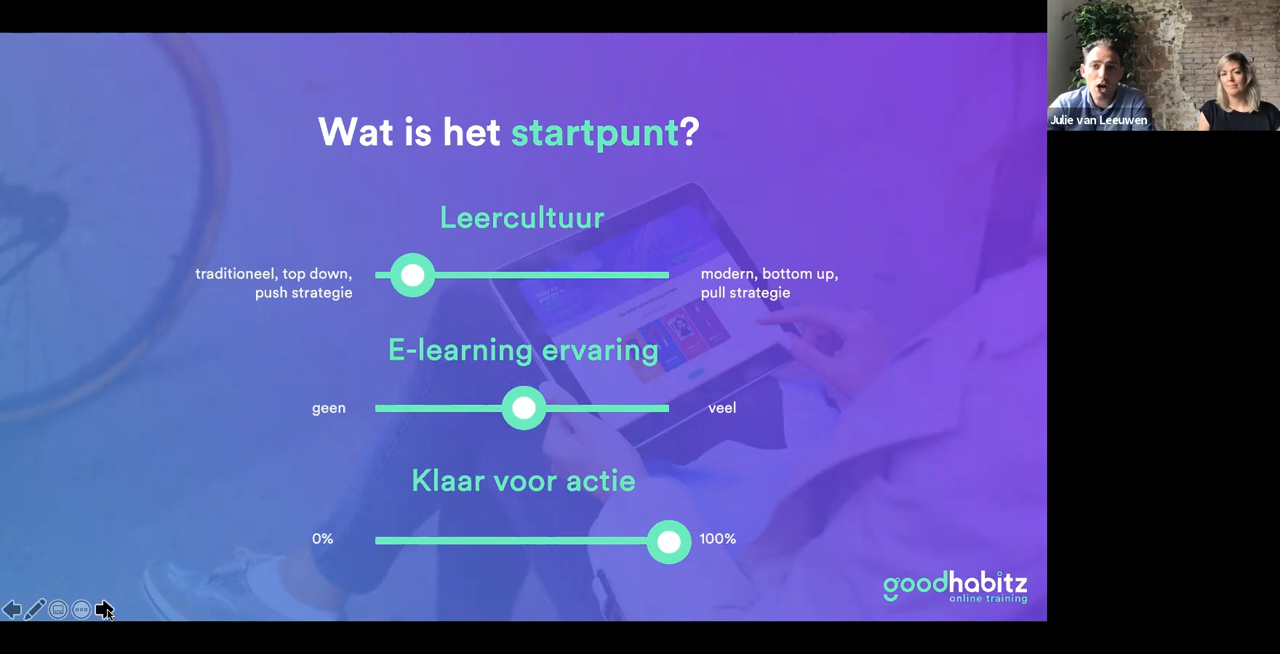 Wat is het startpunt?
Leercultuur
traditioneel, top down,
push strategie
modern, bottom up,
pull strategie
E-learning ervaring
geen
veel
Klaar voor actie
0%
100%
goodhabitz
online training
Julie van Leeuwen